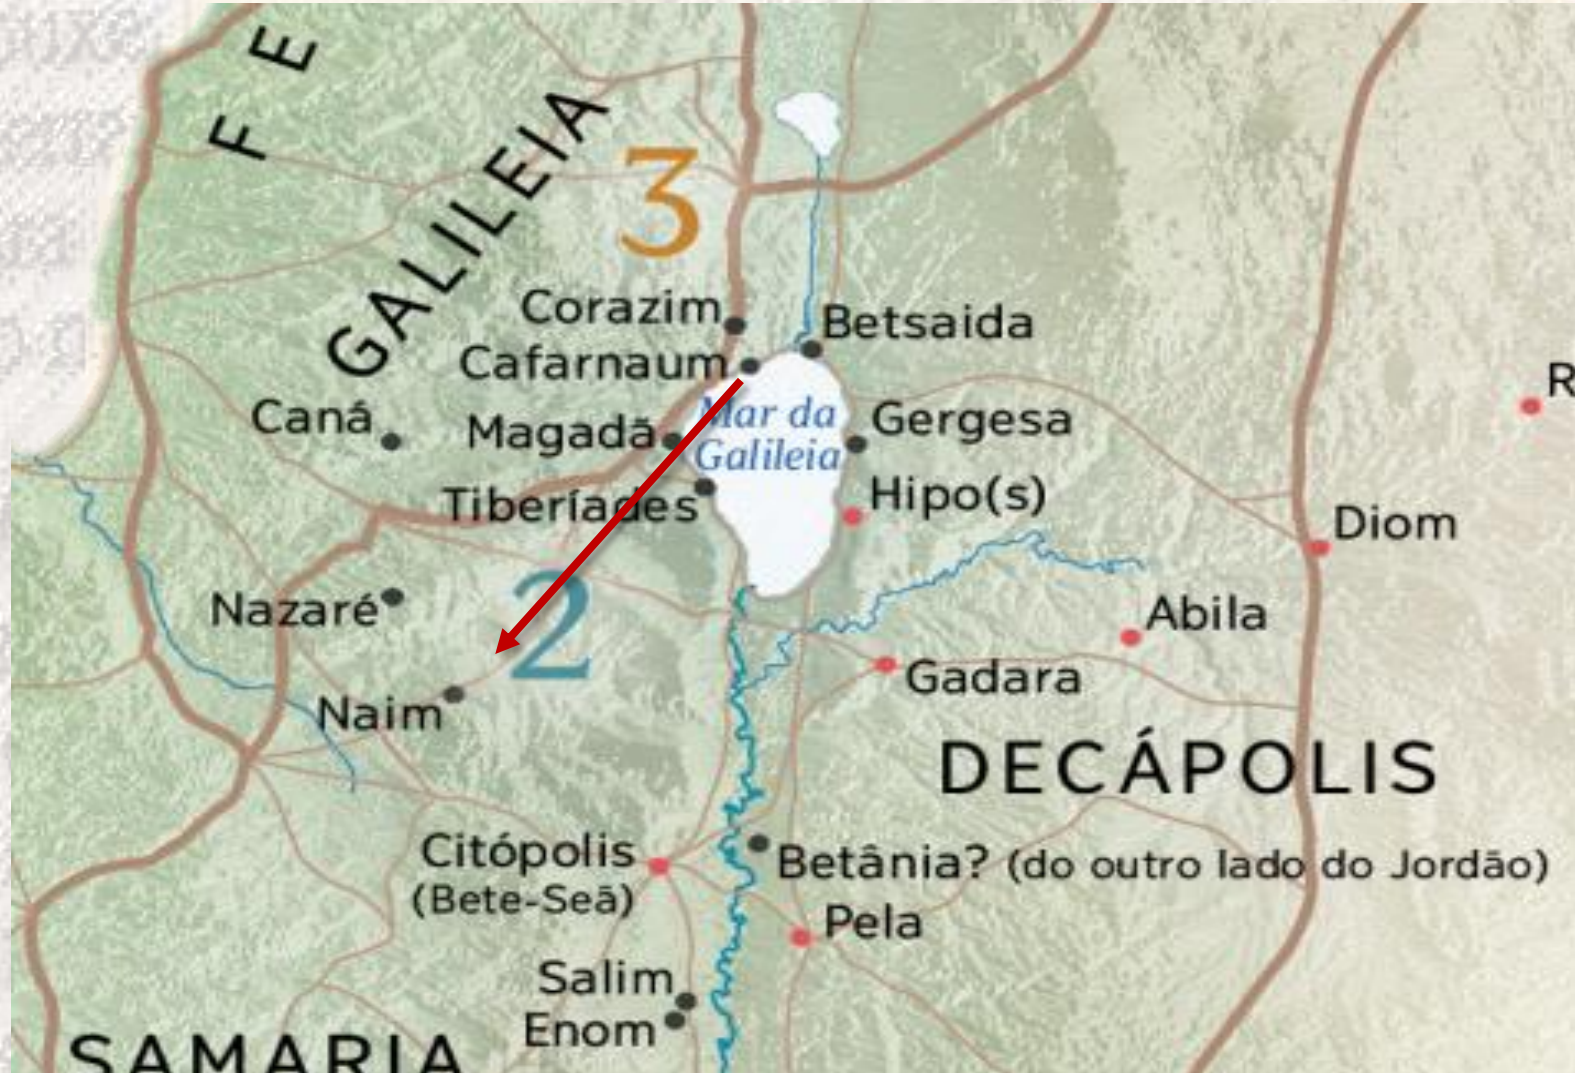 F E
GALILEIA
3
Corazim
Betsaida
Cafarnaum
R
Mar da
Galileia
Caná
Magadã
Gergesa
Tiberíades
Hipo(s)
Diom
2
Nazaré
Abila
Gadara
Naim
DECÁPOLIS
Citópolis
(Bete-Seã)
Betânia? (do outro lado do Jordão)
Pela
Salim
Enom
SAMARIA